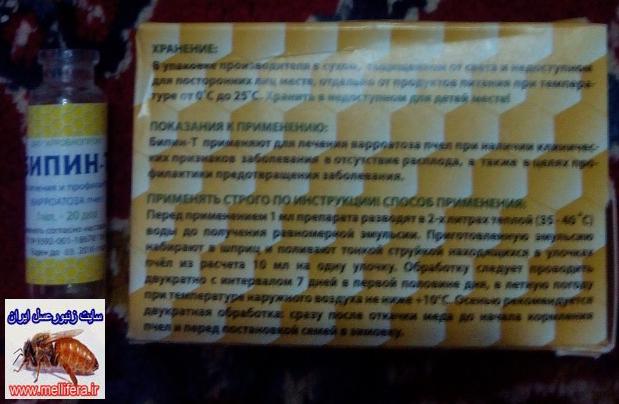 БИПИН-Т
ВАРРОАТОЗА
1мл. - 20 доз
ХРАНЕНИЕ:
В упаковке производителя в сухом, защищенном от света и недоступном
для посторонних лиц месте, отдельно от продуктов питания при темпера-
туре от 0°С до 25°С. Хранить в недоступном для детей месте!
ПОКАЗАНИЯ К ПРИМЕНЕНИЮ:
Бипин-Т применяют для лечения варроатоза пчел при наличии клиничес-
ких признаков заболевания в отсутствие расплода, а также в целях про-
филактики предотвращения заболевания.
ПРИМЕНЯТЬ СТРОГО ПО ИНСТРУКЦИИ! СПОСОБ ПРИМЕНЕНИЯ:
Перед применением 1 мл препарата разводят в 2-х литрах теплой (35 - 40°С)
воды до получения равномерной эмульсии. Приготовленную эмульсию
набирают в шприц и поливают тонкой струйкой находящихся в улочках
пчёл из расчета 10 мл на одну улочку. Обработку следует проводить
двукратно с интервалом 7 дней в первой половине дня, в летную погоду
при температуре наружного воздуха не ниже +10°С. Осенью рекомендуется
двукратная обработка: сразу после откачки меда до начала кормления
пчел и перед постановкой семей в зимовку.
سایت زنبورعسل ایران
www.mellifera.ir